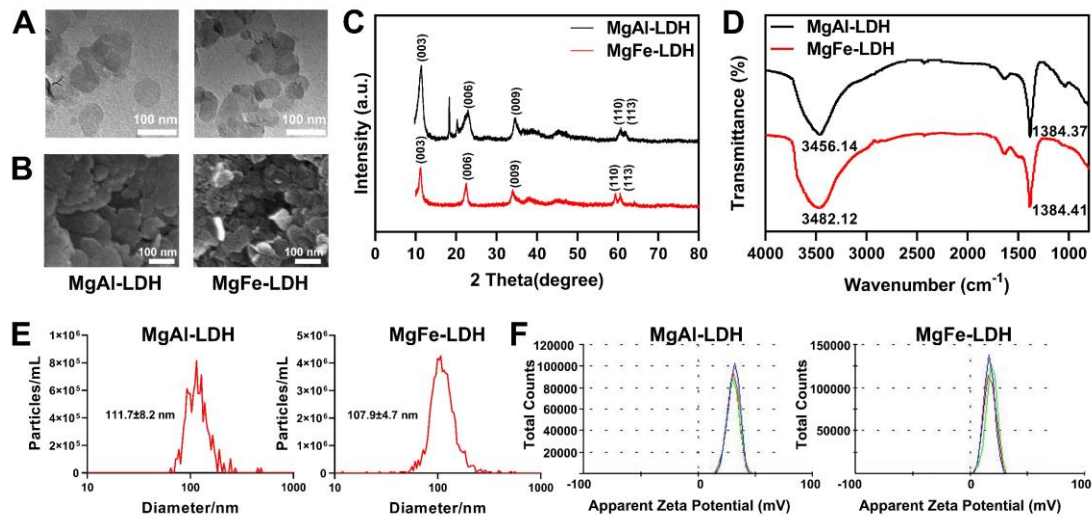 A
100 nm
100 nm
B
100 nm
100 nm
MgAl-LDH
MgFe-LDH
C
MgAl-LDH
MgFe-LDH
(003)
(006)
(009)
(110)
(113)
(003)
(006)
(009)
(110)
(113)
Intensity (a.u.)
0 10 20 30 40 50 60 70 80
2 Theta(degree)
D
MgAl-LDH
MgFe-LDH
Transmittance (%)
3456.14
1384.37
3482.12
1384.41
4000 3000 2000 1000
Wavenumber (cm⁻¹)
E
MgAl-LDH
Particles/mL
1×10⁶
8×10⁵
6×10⁵
4×10⁵
2×10⁵
0
111.7±8.2 nm
10 100 1000
Diameter/nm
MgFe-LDH
Particles/mL
5×10⁶
4×10⁶
3×10⁶
2×10⁶
1×10⁶
0
107.9±4.7 nm
10 100 1000
Diameter/nm
F
MgAl-LDH
Total Counts
120000
100000
80000
60000
40000
20000
0
-100 0 100
Apparent Zeta Potential (mV)
MgFe-LDH
Total Counts
150000
100000
50000
0
-100 0 100
Apparent Zeta Potential (mV)